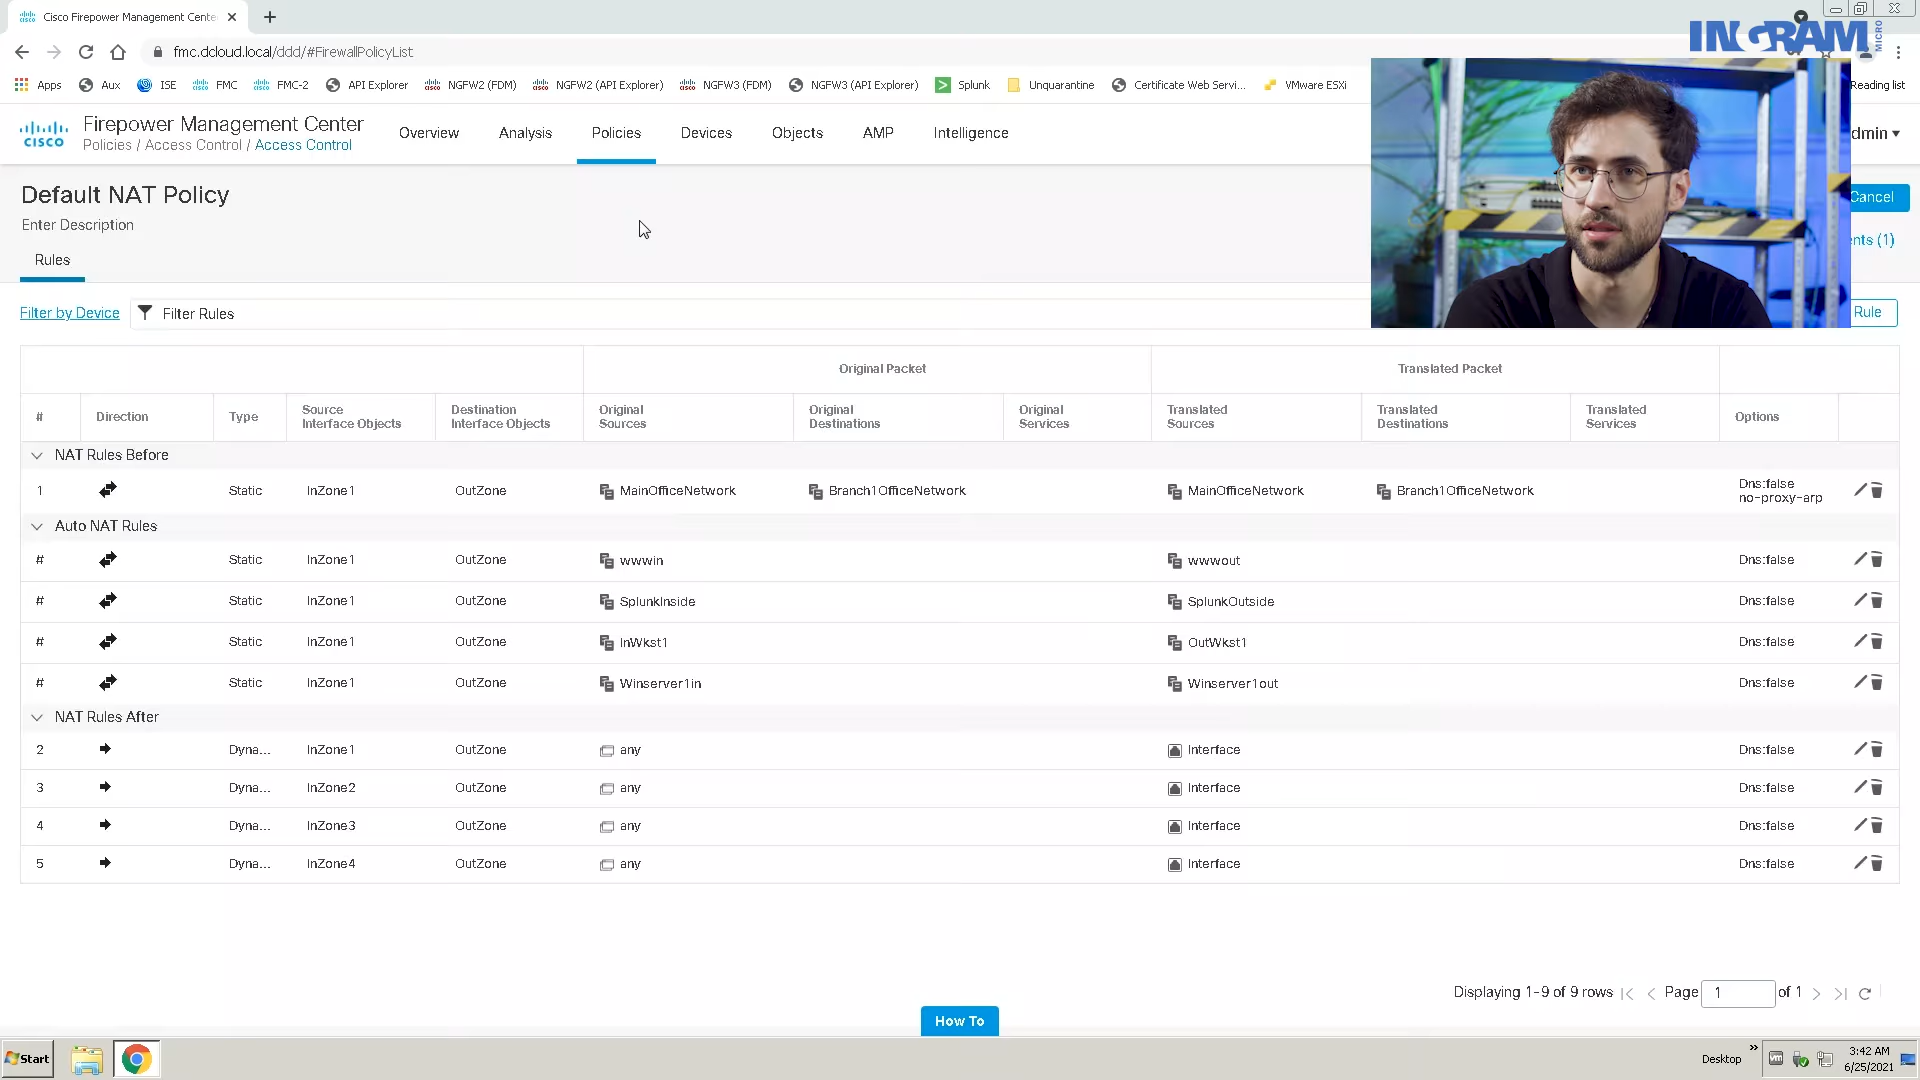 Cisco Firepower Management Cente
INGRAM MICRO
fmc.dcloud.local/ddd/#FirewallPolicyList
Apps
Aux
ISE
FMC
FMC-2
API Explorer
NGFW2 (FDM)
NGFW2 (API Explorer)
NGFW3 (FDM)
NGFW3 (API Explorer)
Splunk
Unquarantine
Certificate Web Servi...
VMware ESXi
Reading list
cisco
Firepower Management Center
Policies / Access Control / Access Control
Overview
Analysis
Policies
Devices
Objects
AMP
Intelligence
dmin
Default NAT Policy
Cancel
Enter Description
nts (1)
Rules
Filter by Device
Filter Rules
Rule
Original Packet
Translated Packet
# Direction Type Source Interface Objects Destination Interface Objects Original Sources Original Destinations Original Services Translated Sources Translated Destinations Translated Services Options
NAT Rules Before
1 Static InZone1 OutZone MainOfficeNetwork Branch1OfficeNetwork MainOfficeNetwork Branch1OfficeNetwork Dns:false
no-proxy-arp
Auto NAT Rules
# Static InZone1 OutZone wwwin wwwout Dns:false
# Static InZone1 OutZone SplunkInside SplunkOutside Dns:false
# Static InZone1 OutZone InWkst1 OutWkst1 Dns:false
# Static InZone1 OutZone Winserver1in Winserver1out Dns:false
NAT Rules After
2 Dyna... InZone1 OutZone any Interface Dns:false
3 Dyna... InZone2 OutZone any Interface Dns:false
4 Dyna... InZone3 OutZone any Interface Dns:false
5 Dyna... InZone4 OutZone any Interface Dns:false
Displaying 1-9 of 9 rows |< < Page 1 of 1 > >|
How To
Start
Desktop
3:42 AM
6/25/2021